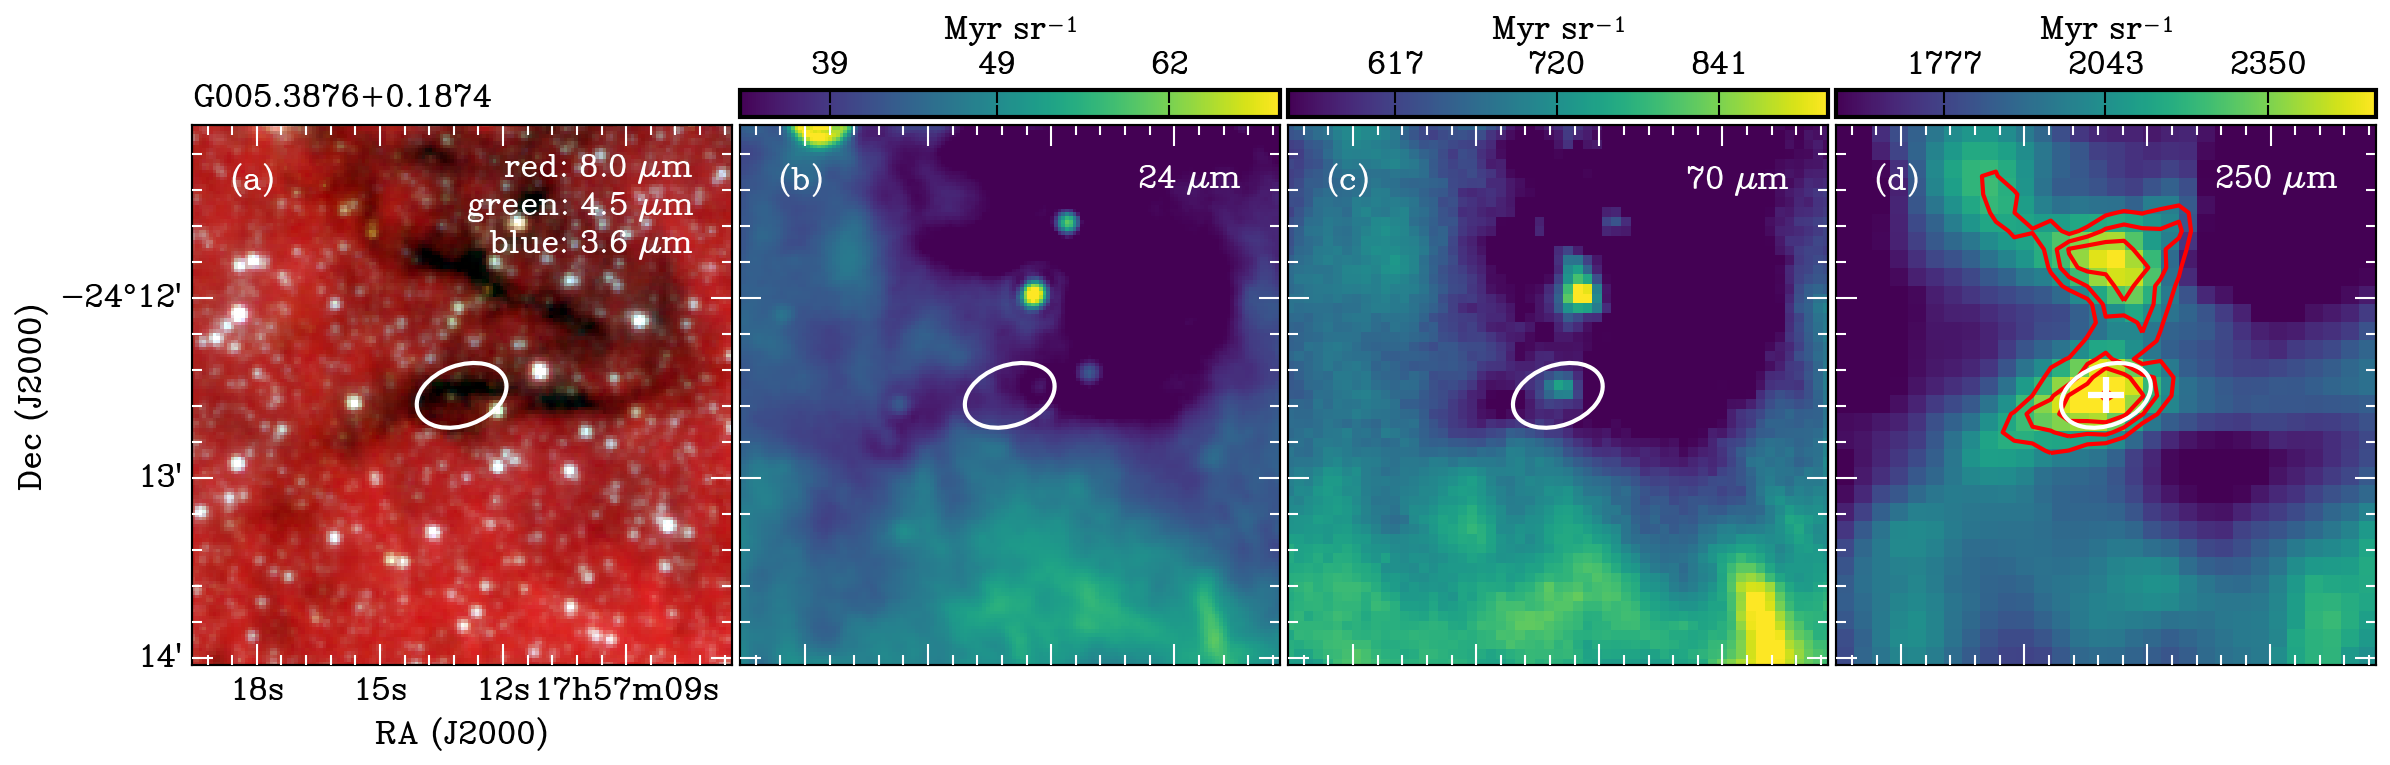 G005.3876+0.1874
(a)
red: 8.0 μm
green: 4.5 μm
blue: 3.6 μm
−24°12'
13'
14'
Dec (J2000)
18s 15s 12s 17h57m09s
RA (J2000)
Myr sr⁻¹
39 49 62
(b) 24 μm
Myr sr⁻¹
617 720 841
(c) 70 μm
Myr sr⁻¹
1777 2043 2350
(d) 250 μm